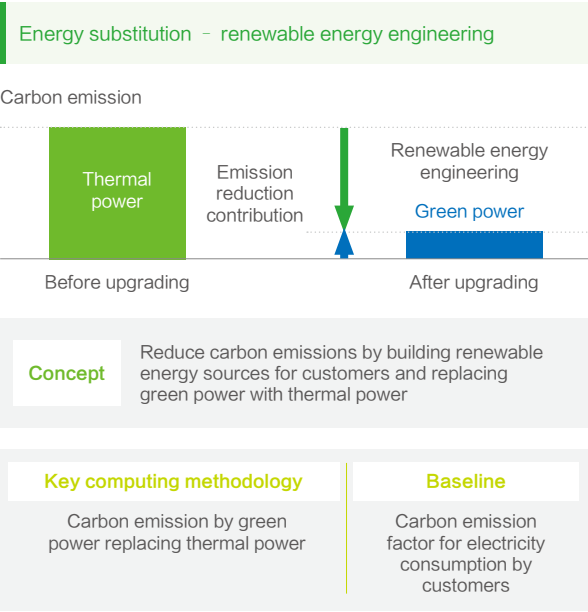 Energy substitution – renewable energy engineering
Carbon emission
Thermal
power
Emission
reduction
contribution
Renewable energy
engineering
Green power
Before upgrading
After upgrading
Concept
Reduce carbon emissions by building renewable
energy sources for customers and replacing
green power with thermal power
Key computing methodology
Carbon emission by green
power replacing thermal power
Baseline
Carbon emission
factor for electricity
consumption by
customers